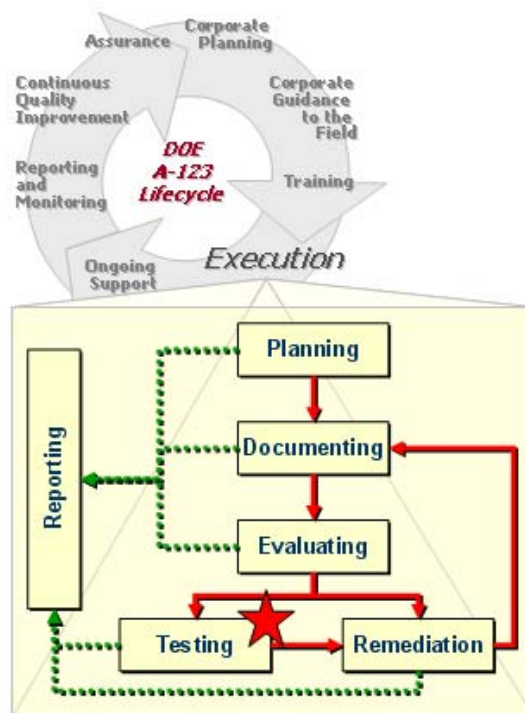 Assurance
Corporate
Planning
Continuous
Quality
Improvement
Corporate
Guidance
to the
Field
DOE
A-123
Lifecycle
Reporting
and
Monitoring
Training
Ongoing
Support
Execution
Planning
Reporting
Documenting
Evaluating
Testing
Remediation